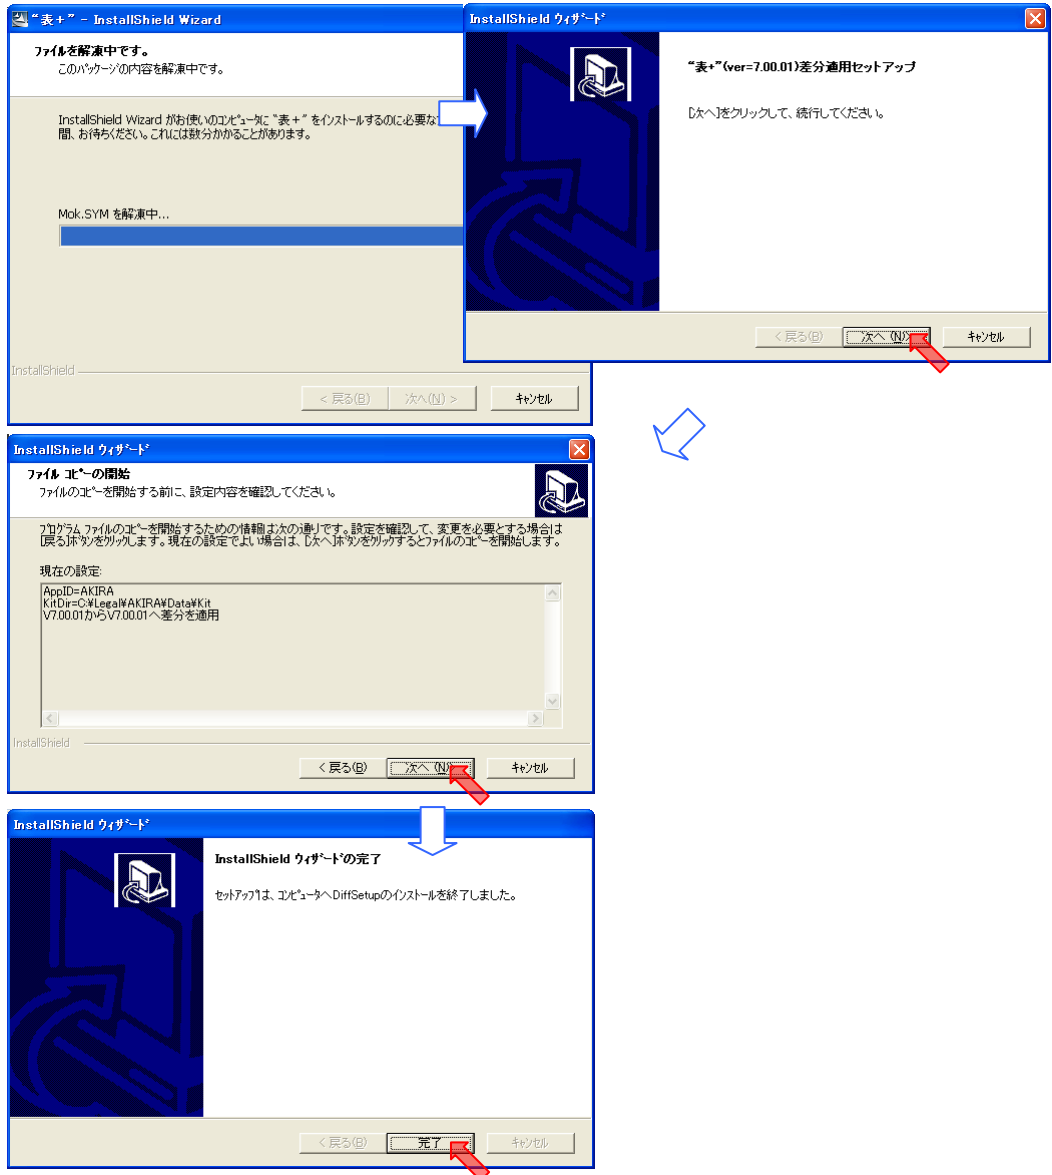 “表+” - InstallShield Wizard
ファイルを解凍中です。
このパッケージの内容を解凍中です。
InstallShield Wizard がお使いのコンピュータに “表+” をインストールするのに必要な
間、お待ちください。これには数分かかることがあります。
Mok.SYM を解凍中...
InstallShield
< 戻る(B)
次へ(N) >
キャンセル
InstallShield ウィザード
“表+”(ver=7.00.01)差分適用セットアップ
[次へ]をクリックして、続行してください。
< 戻る(B)
次へ (N)>
キャンセル
InstallShield ウィザード
ファイル コピーの開始
ファイルのコピーを開始する前に、設定内容を確認してください。
プログラム ファイルのコピーを開始するための情報は次の通りです。設定を確認して、変更を必要とする場合は
[戻る]ボタンをクリックします。現在の設定でよい場合は、[次へ]ボタンをクリックするとファイルのコピーを開始します。
現在の設定:
AppID=AKIRA
KitDir=C:¥Legal¥AKIRA¥Data¥Kit
V7.00.01からV7.00.01へ差分を適用
InstallShield
< 戻る(B)
次へ (N)>
キャンセル
InstallShield ウィザード
InstallShield ウィザードの完了
セットアップは、コンピュータへDiffSetupのインストールを終了しました。
< 戻る(B)
完了
キャンセル